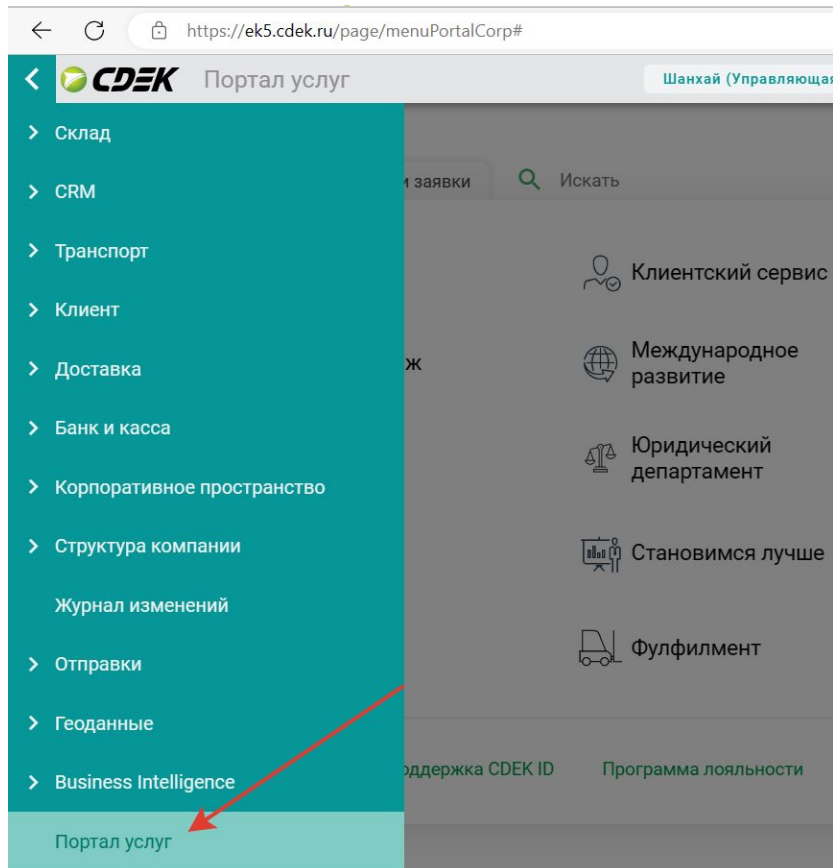 https://ek5.cdek.ru/page/menuPortalCorp#
CDEK Портал услуг
Шанхай (Управляющая
Склад
CRM
Транспорт
Клиент
Доставка
Банк и касса
Корпоративное пространство
Структура компании
Журнал изменений
Отправки
Геоданные
Business Intelligence
Портал услуг
и заявки
Искать
Клиентский сервис
ж
Международное
развитие
Юридический
департамент
Становимся лучше
Фулфилмент
оддержка CDEK ID
Программа лояльности